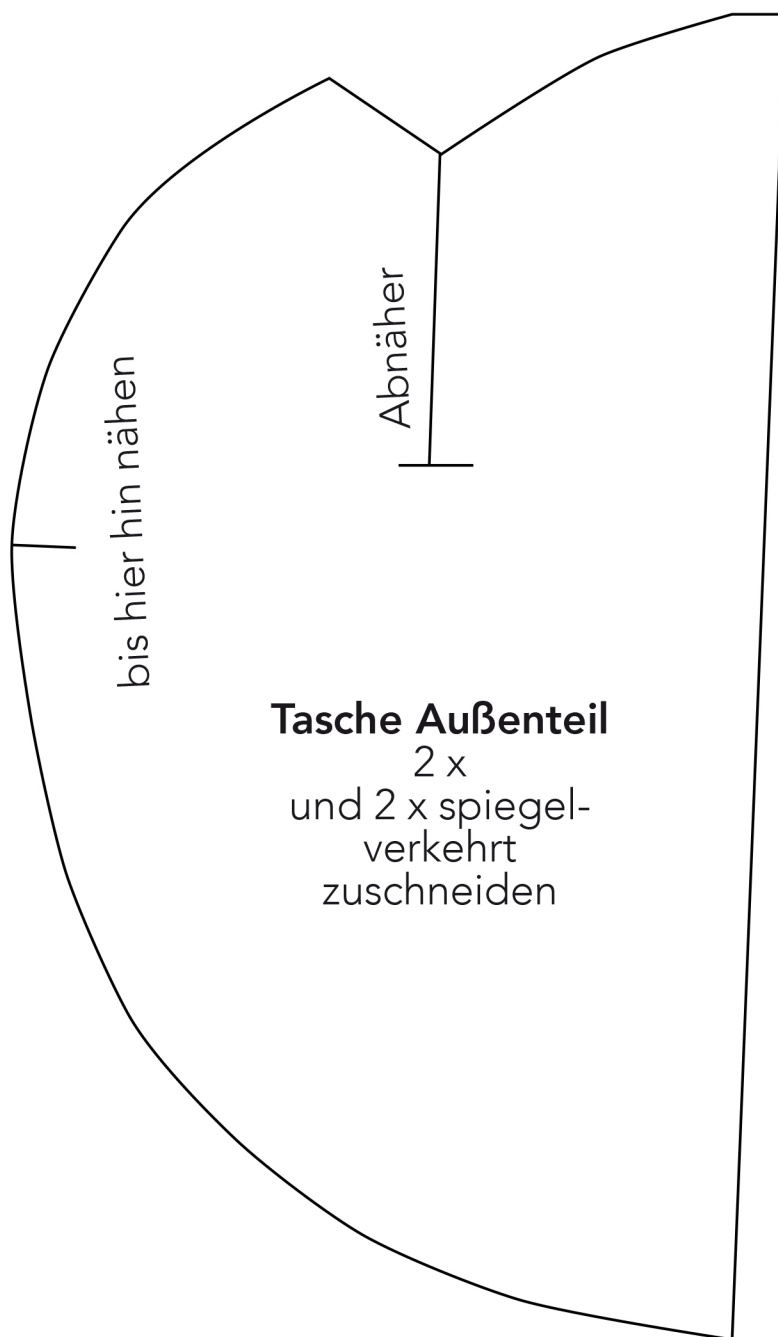 Abnäher
bis hier hin nähen
Tasche Außenteil
2 x
und 2 x spiegel-
verkehrt
zuschneiden